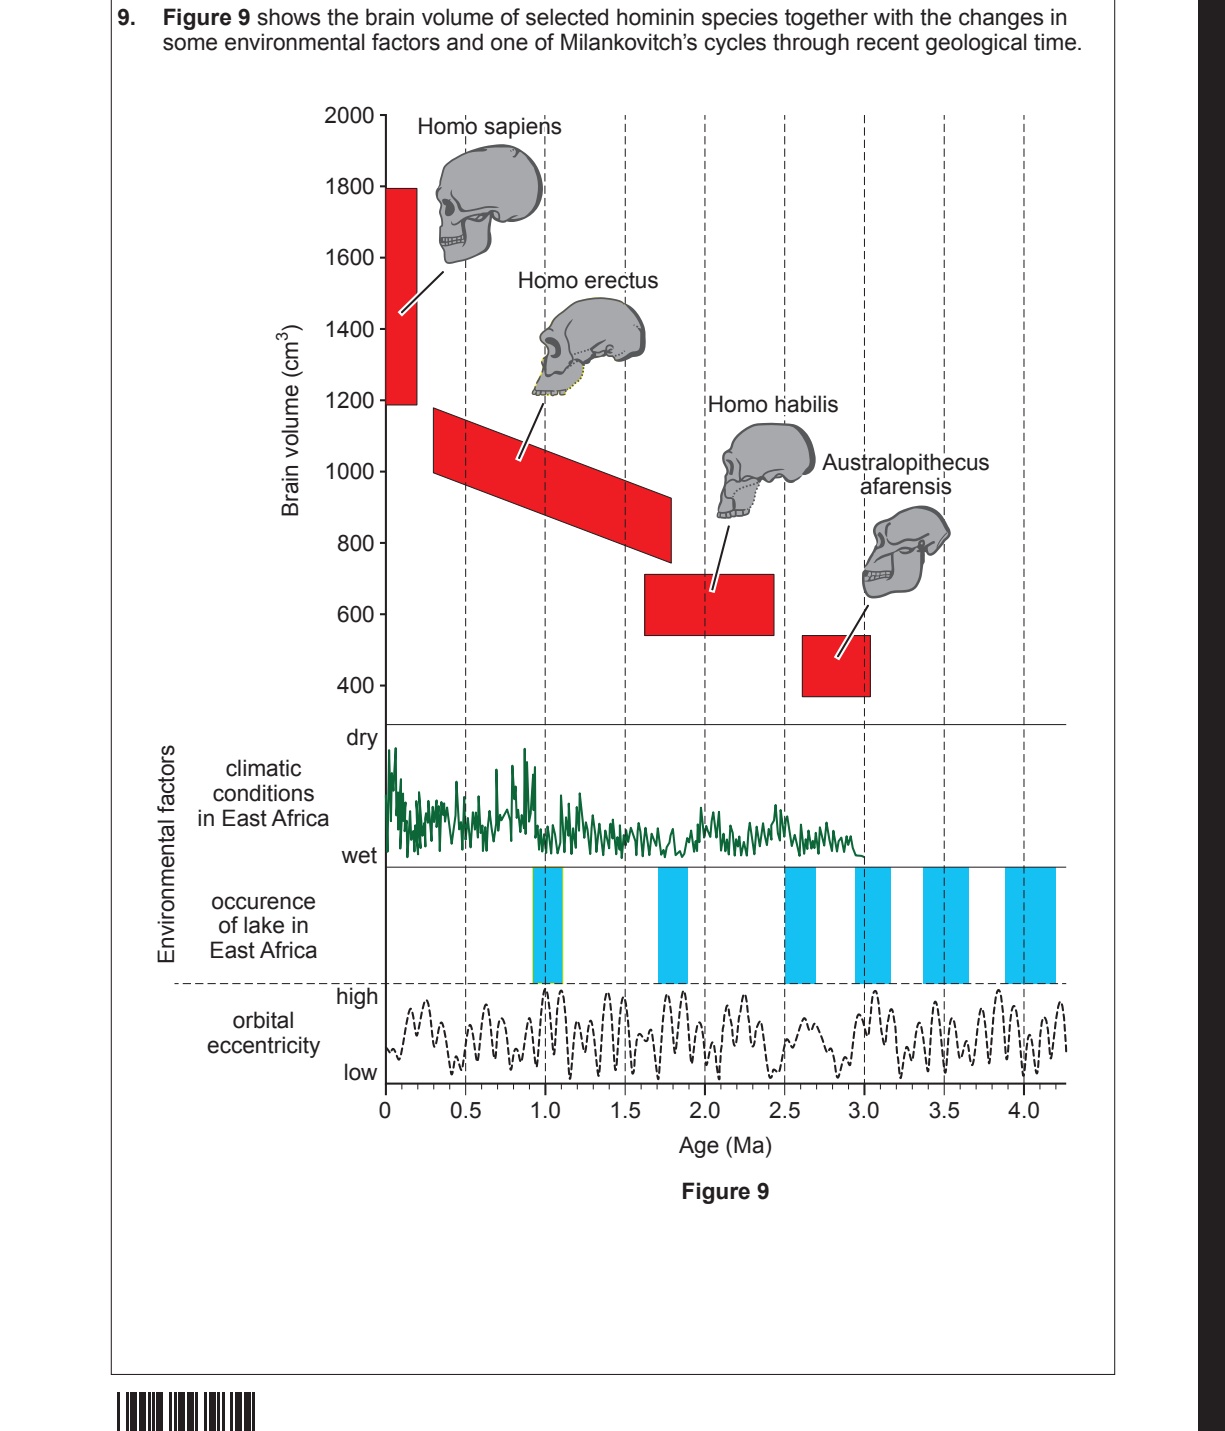 9. Figure 9 shows the brain volume of selected hominin species together with the changes in
some environmental factors and one of Milankovitch's cycles through recent geological time.
2000
1800
1600
1400
1200
1000
800
600
400
Brain volume (cm³)
Homo sapiens
Homo erectus
Homo habilis
Australopithecus
afarensis
Environmental factors
dry
climatic
conditions
in East Africa
wet
occurence
of lake in
East Africa
high
orbital
eccentricity
low
0 0.5 1.0 1.5 2.0 2.5 3.0 3.5 4.0
Age (Ma)
Figure 9